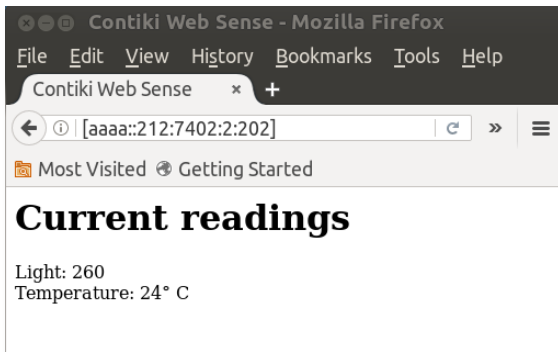 Contiki Web Sense - Mozilla Firefox
File Edit View History Bookmarks Tools Help
Contiki Web Sense × +
[aaaa::212:7402:2:202] »
Most Visited Getting Started
Current readings
Light: 260
Temperature: 24° C